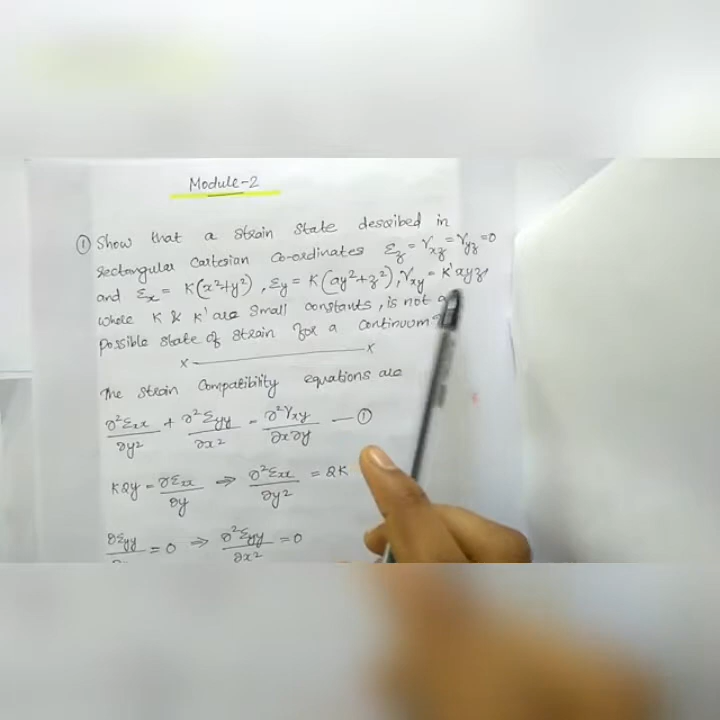 Module-2
① Show that a strain state described in
rectangular Cartesian Co-ordinates εz = γxz = γyz = 0
and εx = K(x²+y²), εy = K(ay²+z²), γxy = K'xyz,
where K & K' are small constants, is not a
possible state of strain for a continuum?
x ——— x
The strain Compatibility equations are
∂²εxx/∂y² + ∂²εyy/∂x² = ∂²γxy/∂x∂y —①
K2y = ∂εxx/∂y ⇒ ∂²εxx/∂y² = 2K
∂εyy/ = 0 ⇒ ∂²εyy/∂x² = 0